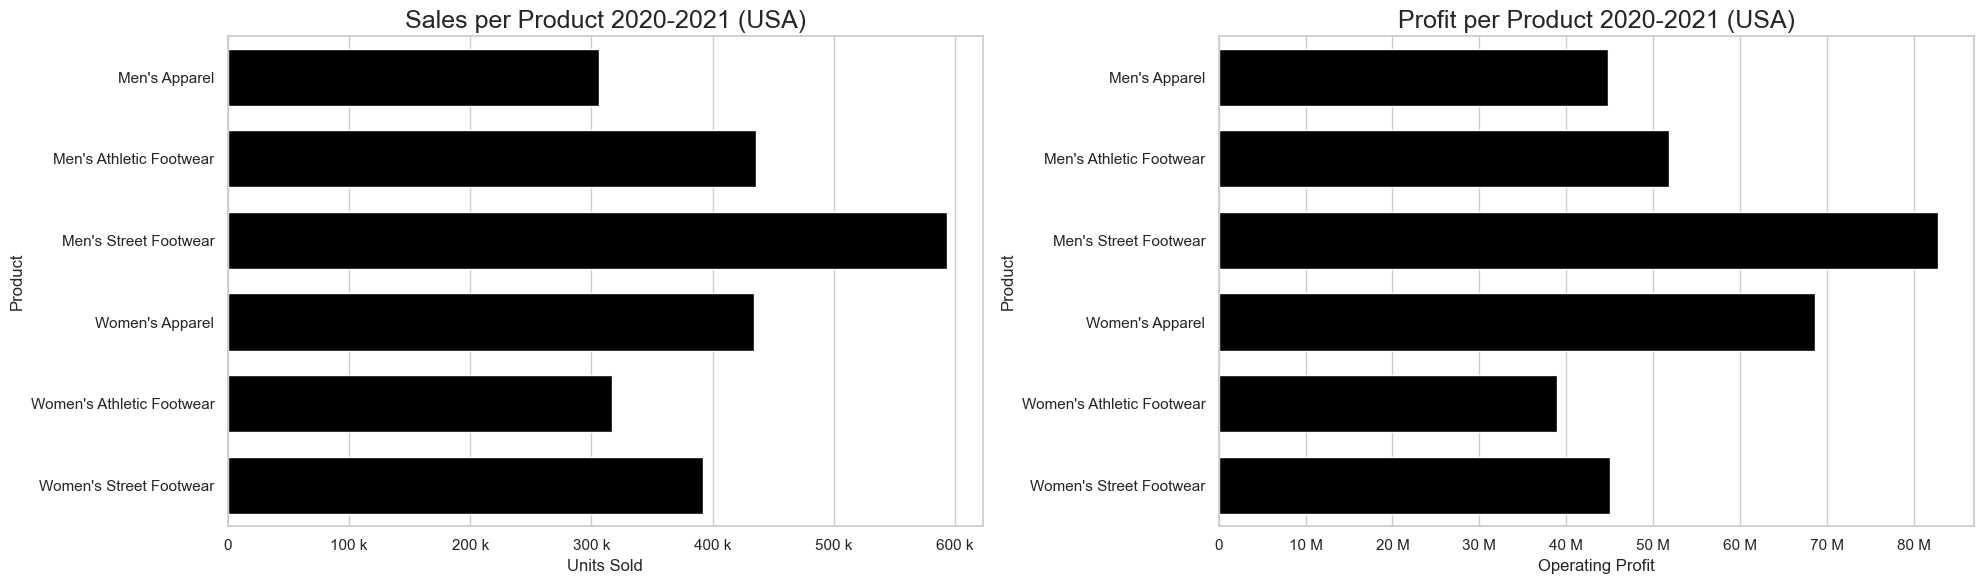 Sales per Product 2020-2021 (USA)
Product
Men's Apparel
Men's Athletic Footwear
Men's Street Footwear
Women's Apparel
Women's Athletic Footwear
Women's Street Footwear
0 100 k 200 k 300 k 400 k 500 k 600 k
Units Sold
Profit per Product 2020-2021 (USA)
Product
Men's Apparel
Men's Athletic Footwear
Men's Street Footwear
Women's Apparel
Women's Athletic Footwear
Women's Street Footwear
0 10 M 20 M 30 M 40 M 50 M 60 M 70 M 80 M
Operating Profit